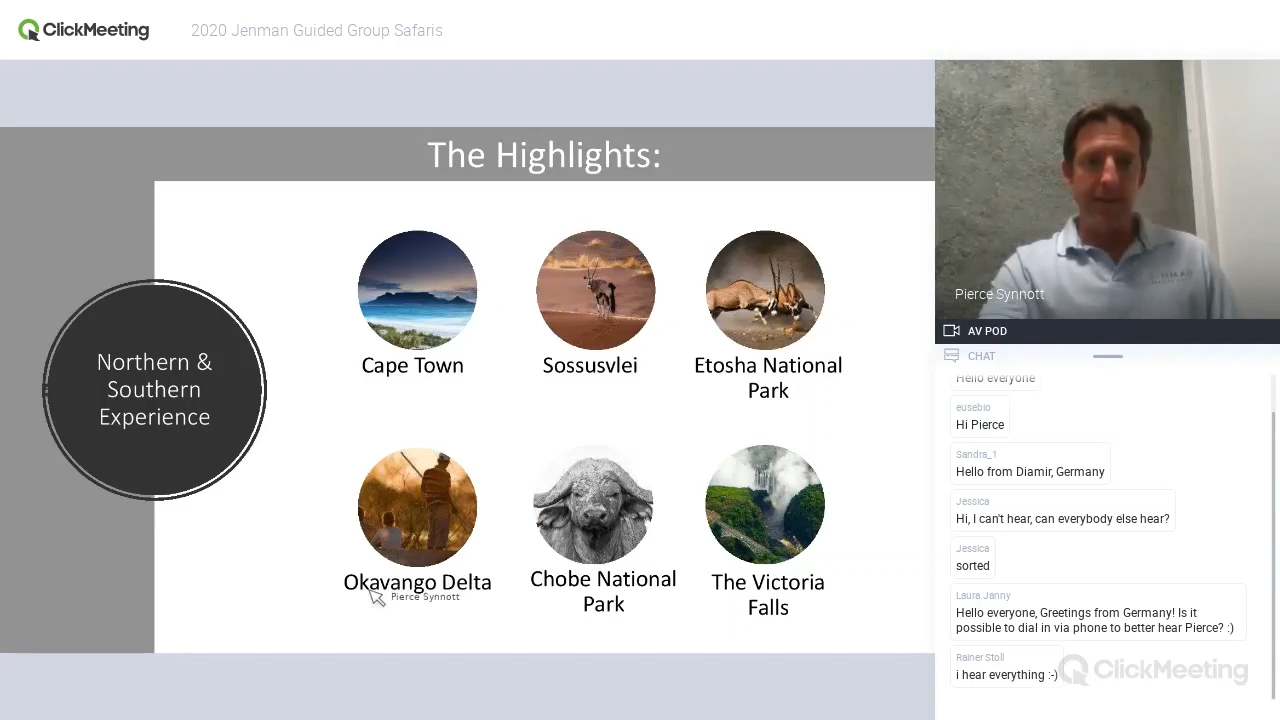 ClickMeeting
2020 Jenman Guided Group Safaris
The Highlights:
Northern &
Southern
Experience
Cape Town
Sossusvlei
Etosha National
Park
Okavango Delta
Pierce Synnott
Chobe National
Park
The Victoria
Falls
Pierce Synnott
AV POD
CHAT
Hello everyone
eusebio
Hi Pierce
Sandra_1
Hello from Diamir, Germany
Jessica
Hi, I can't hear, can everybody else hear?
Jessica
sorted
Laura.Janny
Hello everyone, Greetings from Germany! Is it
possible to dial in via phone to better hear Pierce? :)
Rainer Stoll
i hear everything :-)
ClickMeeting